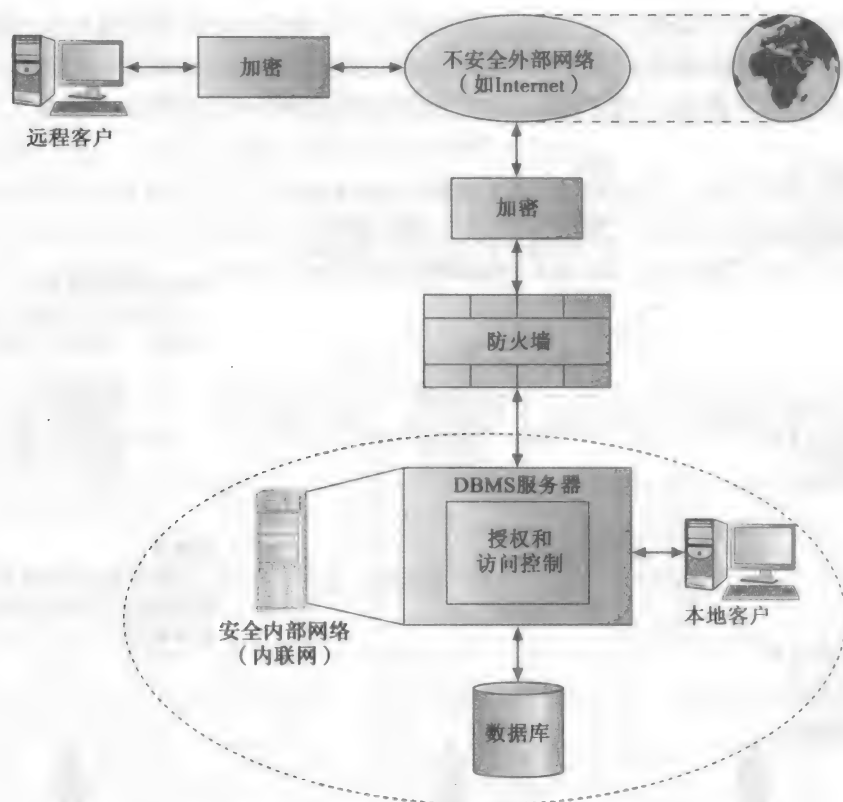 加密
不安全外部网络
（如Internet）
远程客户
加密
防火墙
DBMS服务器
授权和
访问控制
本地客户
安全内部网络
（内联网）
数据库